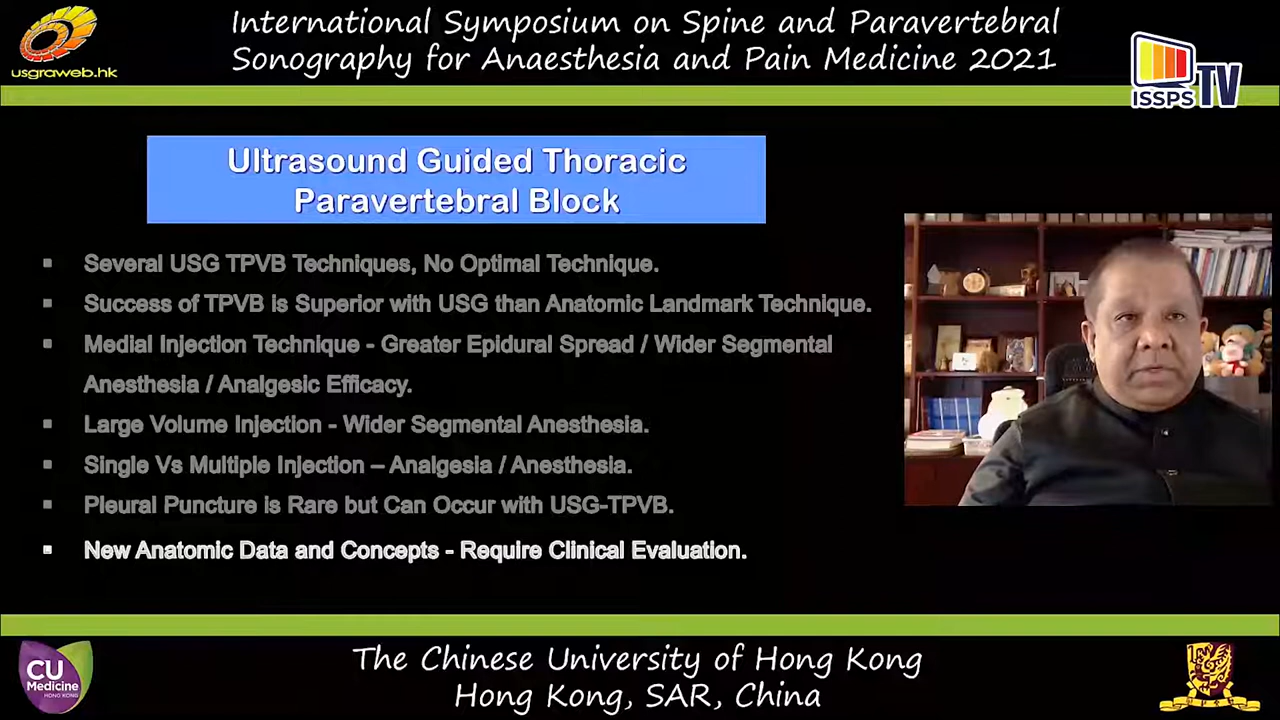 International Symposium on Spine and Paravertebral
Sonography for Anaesthesia and Pain Medicine 2021
usgraweb.hk
ISSPS TV
Ultrasound Guided Thoracic
Paravertebral Block
▪ Several USG TPVB Techniques, No Optimal Technique.
▪ Success of TPVB is Superior with USG than Anatomic Landmark Technique.
▪ Medial Injection Technique - Greater Epidural Spread / Wider Segmental
Anesthesia / Analgesic Efficacy.
▪ Large Volume Injection - Wider Segmental Anesthesia.
▪ Single Vs Multiple Injection – Analgesia / Anesthesia.
▪ Pleural Puncture is Rare but Can Occur with USG-TPVB.
▪ New Anatomic Data and Concepts - Require Clinical Evaluation.
CU
Medicine
HONG KONG
The Chinese University of Hong Kong
Hong Kong, SAR, China